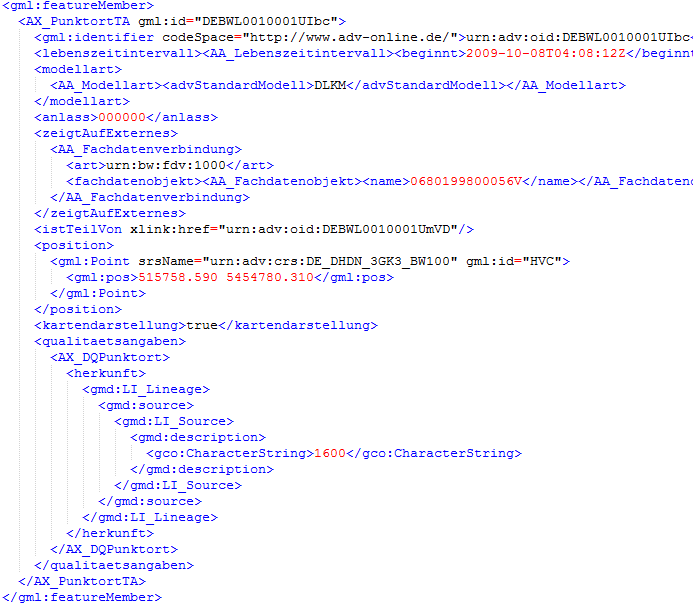 <gml:featureMember>
<AX_PunktortTA gml:id="DEBWL0010001UIbc">
<gml:identifier codeSpace="http://www.adv-online.de/">urn:adv:oid:DEBWL0010001UIbc<
<lebenszeitintervall><AA_Lebenszeitintervall><beginnt>2009-10-08T04:08:12Z</beginnt
<modellart>
<AA_Modellart><advStandardModell>DLKM</advStandardModell></AA_Modellart>
</modellart>
<anlass>000000</anlass>
<zeigtAufExternes>
<AA_Fachdatenverbindung>
<art>urn:bw:fdv:1000</art>
<fachdatenobjekt><AA_Fachdatenobjekt><name>0680199800056V</name></AA_Fachdateno
</AA_Fachdatenverbindung>
</zeigtAufExternes>
<istTeilVon xlink:href="urn:adv:oid:DEBWL0010001UmVD"/>
<position>
<gml:Point srsName="urn:adv:crs:DE_DHDN_3GK3_BW100" gml:id="HVC">
<gml:pos>515758.590 5454780.310</gml:pos>
</gml:Point>
</position>
<kartendarstellung>true</kartendarstellung>
<qualitaetsangaben>
<AX_DQPunktort>
<herkunft>
<gmd:LI_Lineage>
<gmd:source>
<gmd:LI_Source>
<gmd:description>
<gco:CharacterString>1600</gco:CharacterString>
</gmd:description>
</gmd:LI_Source>
</gmd:source>
</gmd:LI_Lineage>
</herkunft>
</AX_DQPunktort>
</qualitaetsangaben>
</AX_PunktortTA>
</gml:featureMember>